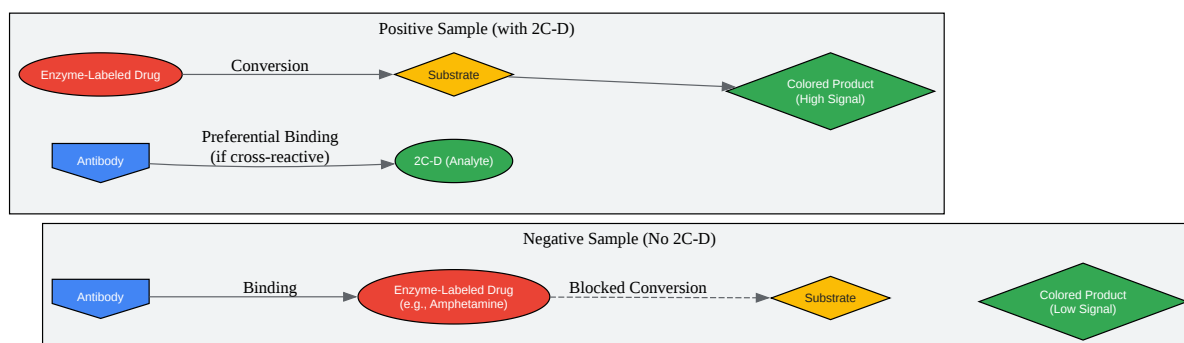 Positive Sample (with 2C-D)
Enzyme-Labeled Drug
Conversion
Substrate
Colored Product
(High Signal)
Antibody
Preferential Binding
(if cross-reactive)
2C-D (Analyte)
Negative Sample (No 2C-D)
Antibody
Binding
Enzyme-Labeled Drug
(e.g., Amphetamine)
Blocked Conversion
Substrate
Colored Product
(Low Signal)